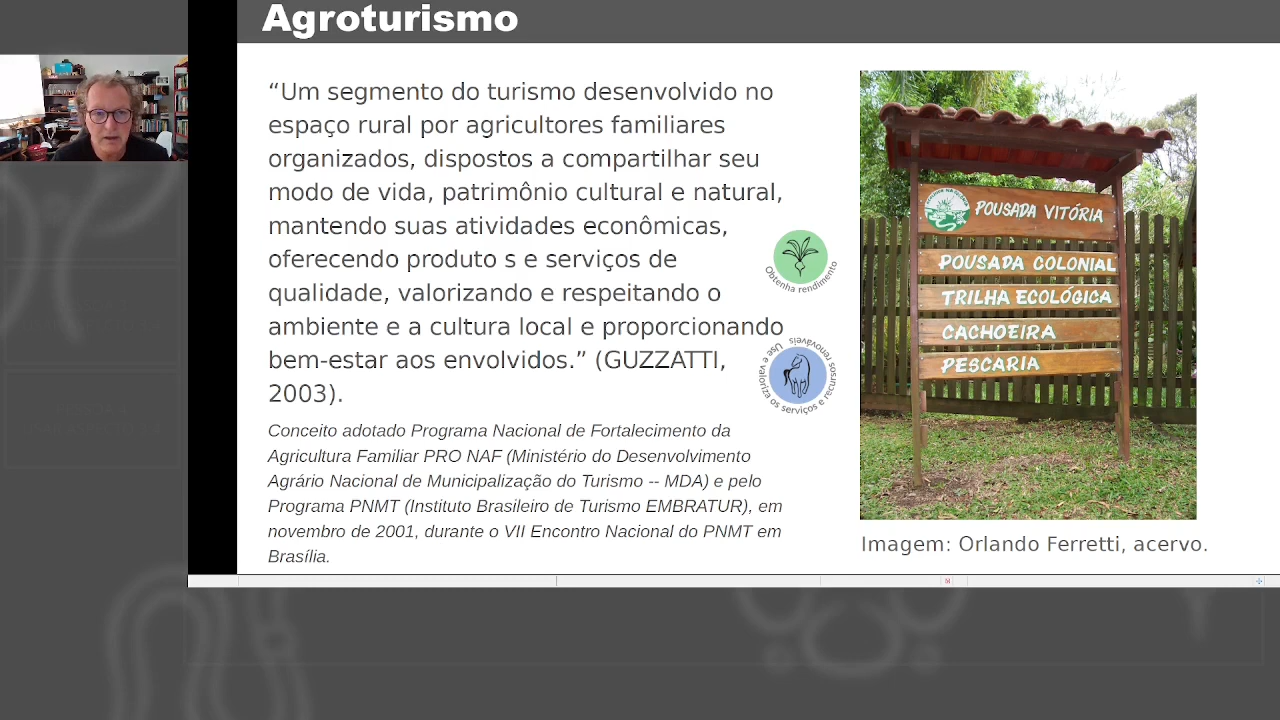 Agroturismo
“Um segmento do turismo desenvolvido no
espaço rural por agricultores familiares
organizados, dispostos a compartilhar seu
modo de vida, patrimônio cultural e natural,
mantendo suas atividades econômicas,
oferecendo produto s e serviços de
qualidade, valorizando e respeitando o
ambiente e a cultura local e proporcionando
bem-estar aos envolvidos.” (GUZZATTI,
2003).
Conceito adotado Programa Nacional de Fortalecimento da
Agricultura Familiar PRO NAF (Ministério do Desenvolvimento
Agrário Nacional de Municipalização do Turismo -- MDA) e pelo
Programa PNMT (Instituto Brasileiro de Turismo EMBRATUR), em
novembro de 2001, durante o VII Encontro Nacional do PNMT em
Brasília.
Obtenha rendimento
Use e valoriza os serviços e recursos renováveis
POUSADA VITÓRIA
POUSADA COLONIAL
TRILHA ECOLÓGICA
CACHOEIRA
PESCARIA
Imagem: Orlando Ferretti, acervo.